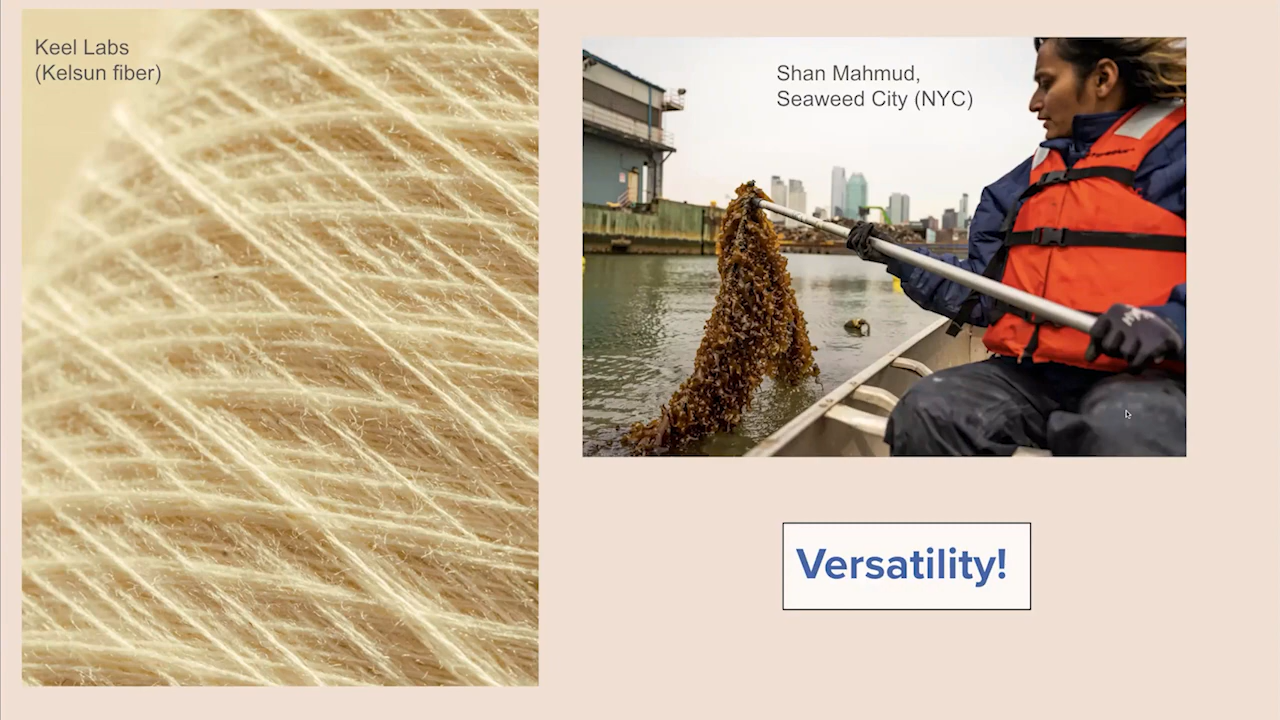 Keel Labs
(Kelsun fiber)
Shan Mahmud,
Seaweed City (NYC)
Versatility!